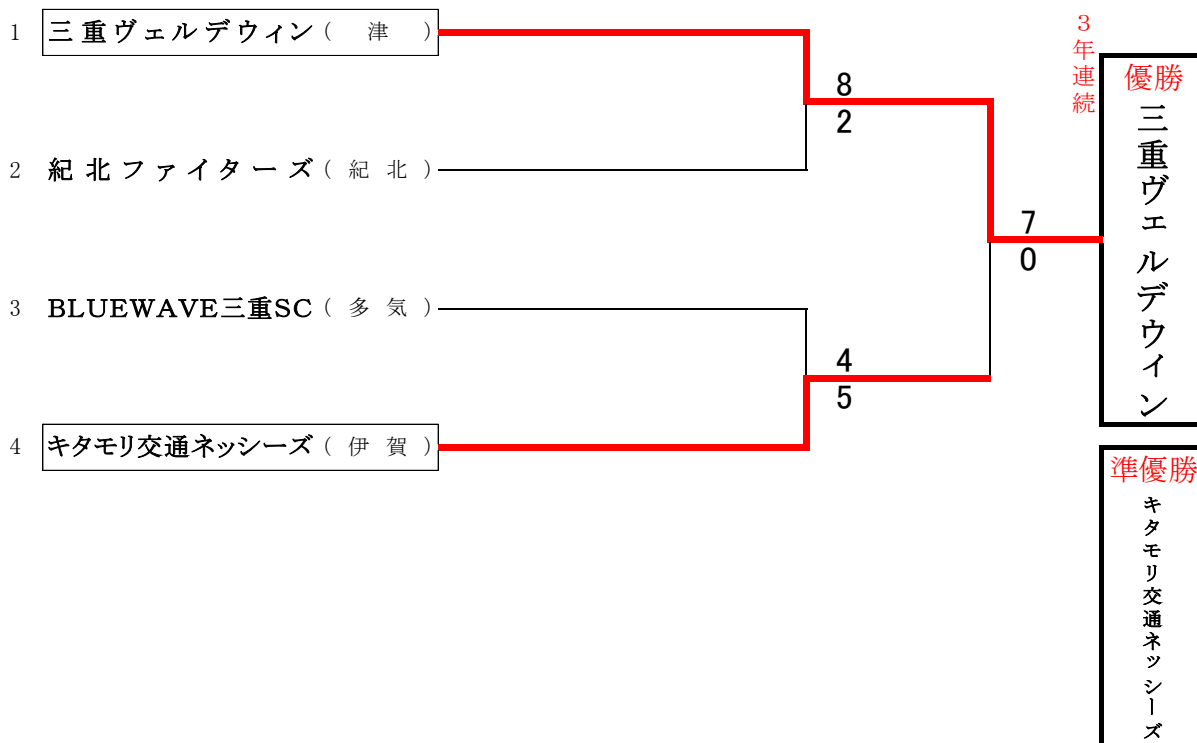 1 三重ヴェルデウィン（ 津 ）
2 紀北ファイターズ（ 紀 北 ）
3 BLUEWAVE三重SC（ 多 気 ）
4 キタモリ交通ネッシーズ（ 伊 賀 ）
8
2
4
5
7
0
３年連続
優勝
三重ヴェルデウィン
準優勝
キタモリ交通ネッシーズ